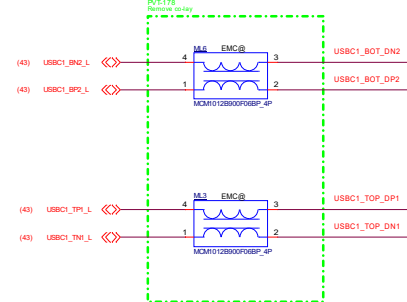 PVT-178
Remove co-lay
ML6 EMC@
USBC1_BOT_DN2
(43) USBC1_BN2_L 4 3
(43) USBC1_BP2_L 1 2
USBC1_BOT_DP2
MCM1012B900F06BP_4P
ML3 EMC@
USBC1_TOP_DP1
(43) USBC1_TP1_L 4 3
(43) USBC1_TN1_L 1 2
USBC1_TOP_DN1
MCM1012B900F06BP_4P